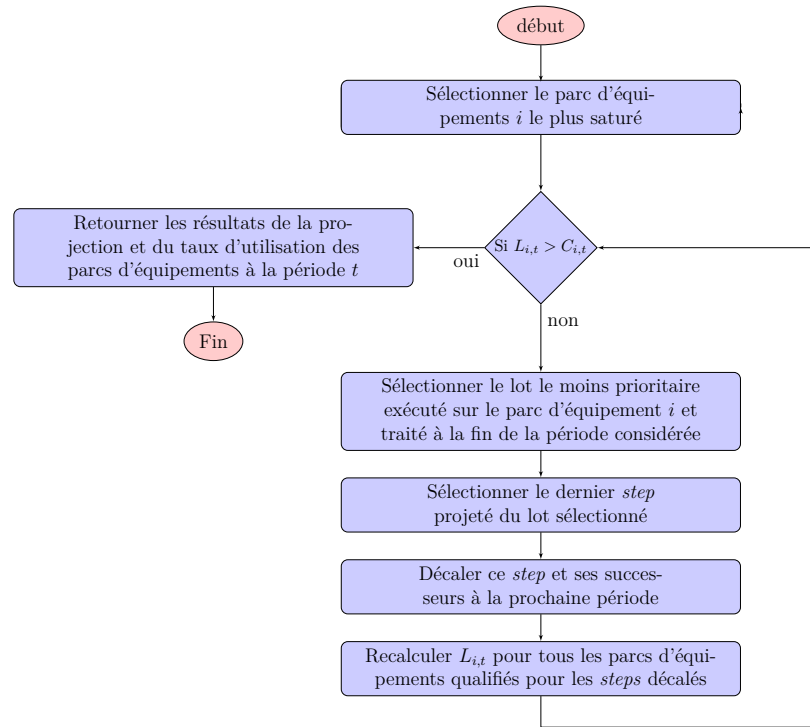 début
Sélectionner le parc d'équi-
pements i le plus saturé
Si L_{i,t} > C_{i,t}
oui
Retourner les résultats de la pro-
jection et du taux d'utilisation des
parcs d'équipements à la période t
Fin
non
Sélectionner le lot le moins prioritaire
exécuté sur le parc d'équipement i et
traité à la fin de la période considérée
Sélectionner le dernier step
projeté du lot sélectionné
Décaler ce step et ses succes-
seurs à la prochaine période
Recalculer L_{i,t} pour tous les parcs d'équi-
pements qualifiés pour les steps décalés